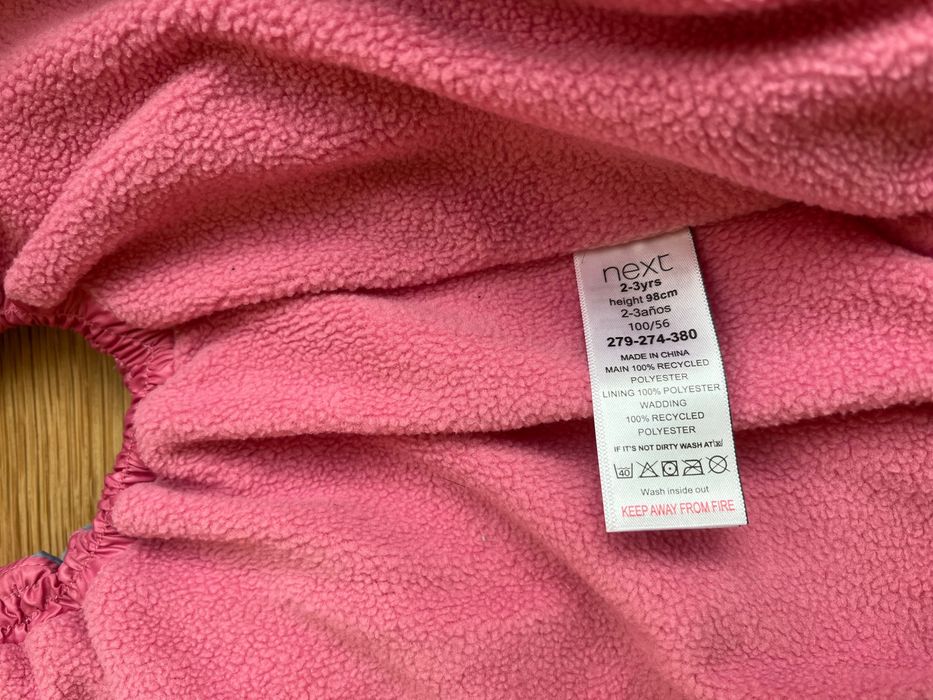 next
2-3yrs
height 98cm
2-3años
100/56
279-274-380
MADE IN CHINA
MAIN 100% RECYCLED
POLYESTER
LINING 100% POLYESTER
WADDING
100% RECYCLED
POLYESTER
IF IT'S NOT DIRTY WASH AT 30
40
Wash inside out
KEEP AWAY FROM FIRE